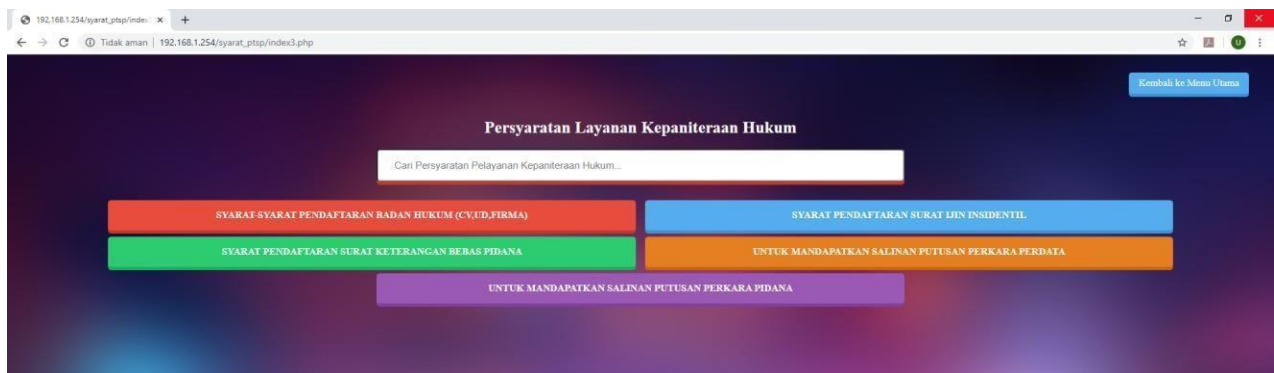 192.168.1.254/syarat_ptsp/index
Tidak aman | 192.168.1.254/syarat_ptsp/index3.php
U
Kembali ke Menu Utama
Persyaratan Layanan Kepaniteraan Hukum
Cari Persyaratan Pelayanan Kepaniteraan Hukum...
SYARAT-SYARAT PENDAFTARAN BADAN HUKUM (CV,UD,FIRMA)
SYARAT PENDAFTARAN SURAT IJIN INSIDENTIL
SYARAT PENDAFTARAN SURAT KETERANGAN BEBAS PIDANA
UNTUK MANDAPATKAN SALINAN PUTUSAN PERKARA PERDATA
UNTUK MANDAPATKAN SALINAN PUTUSAN PERKARA PIDANA